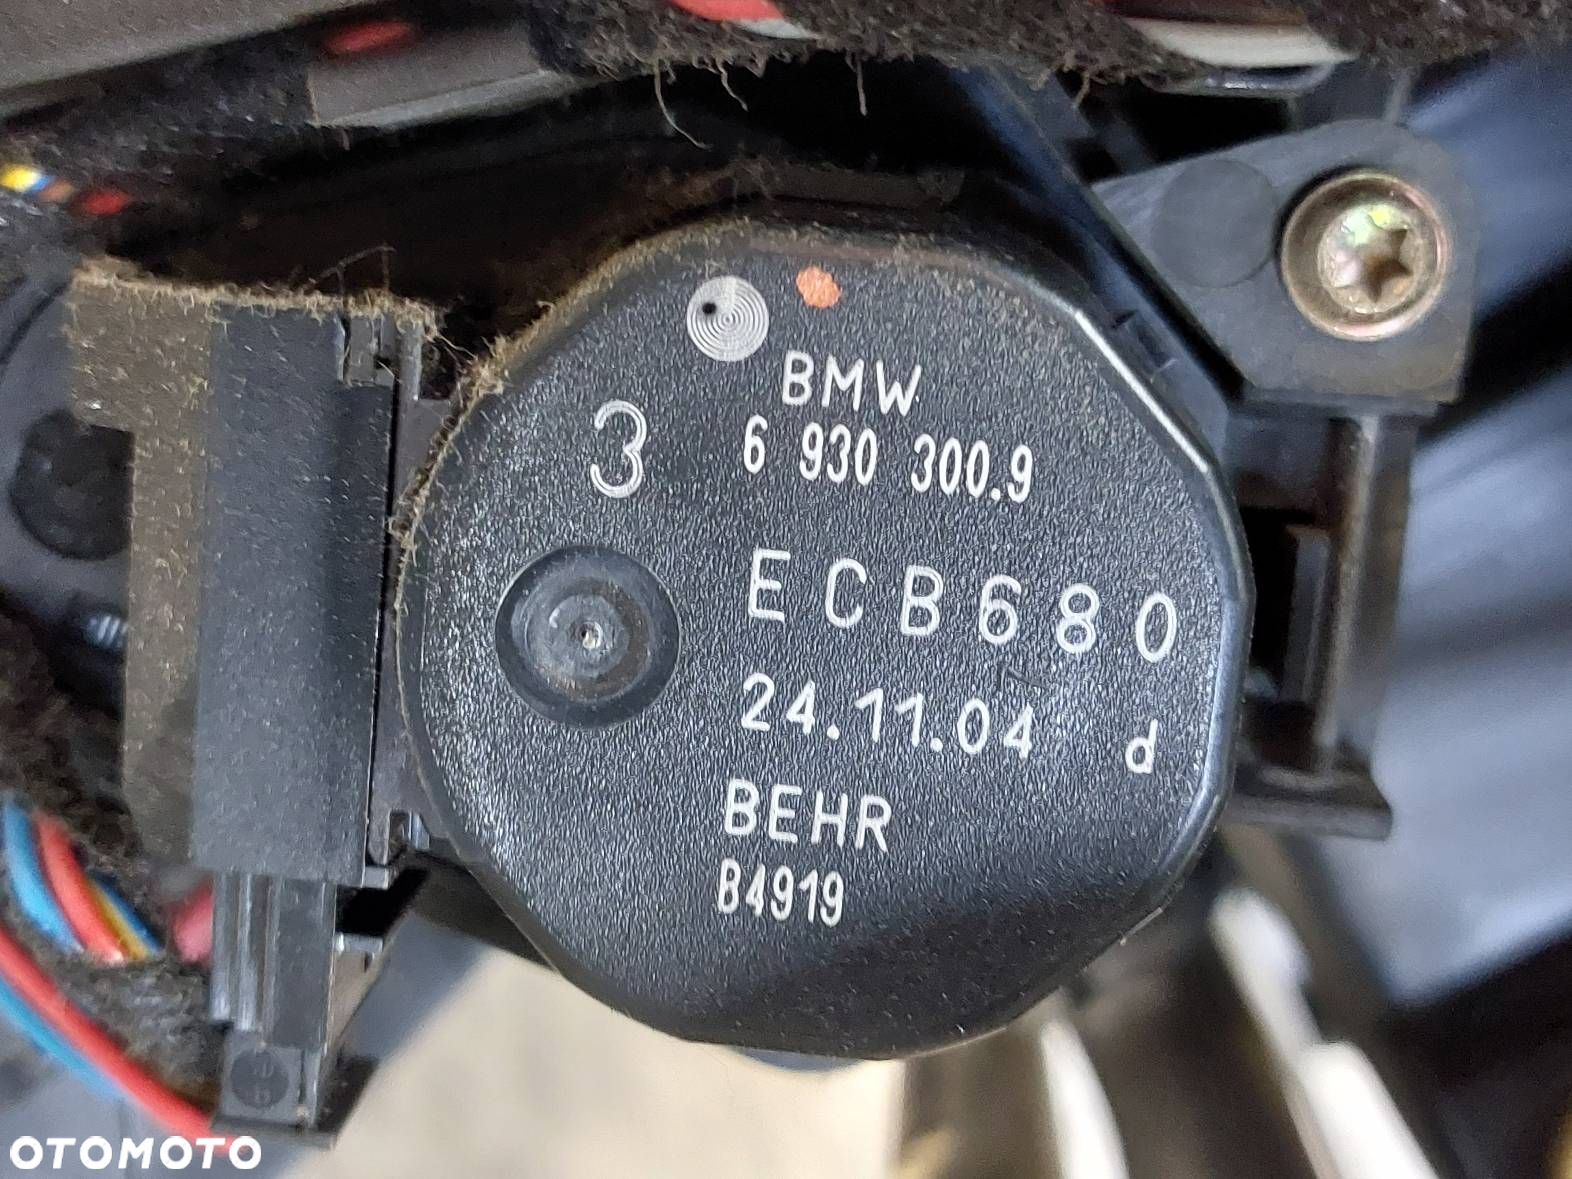 BMW
3
6 930 300.9
ECB680
24.11.04 d
BEHR
B4919
OTOMOTO